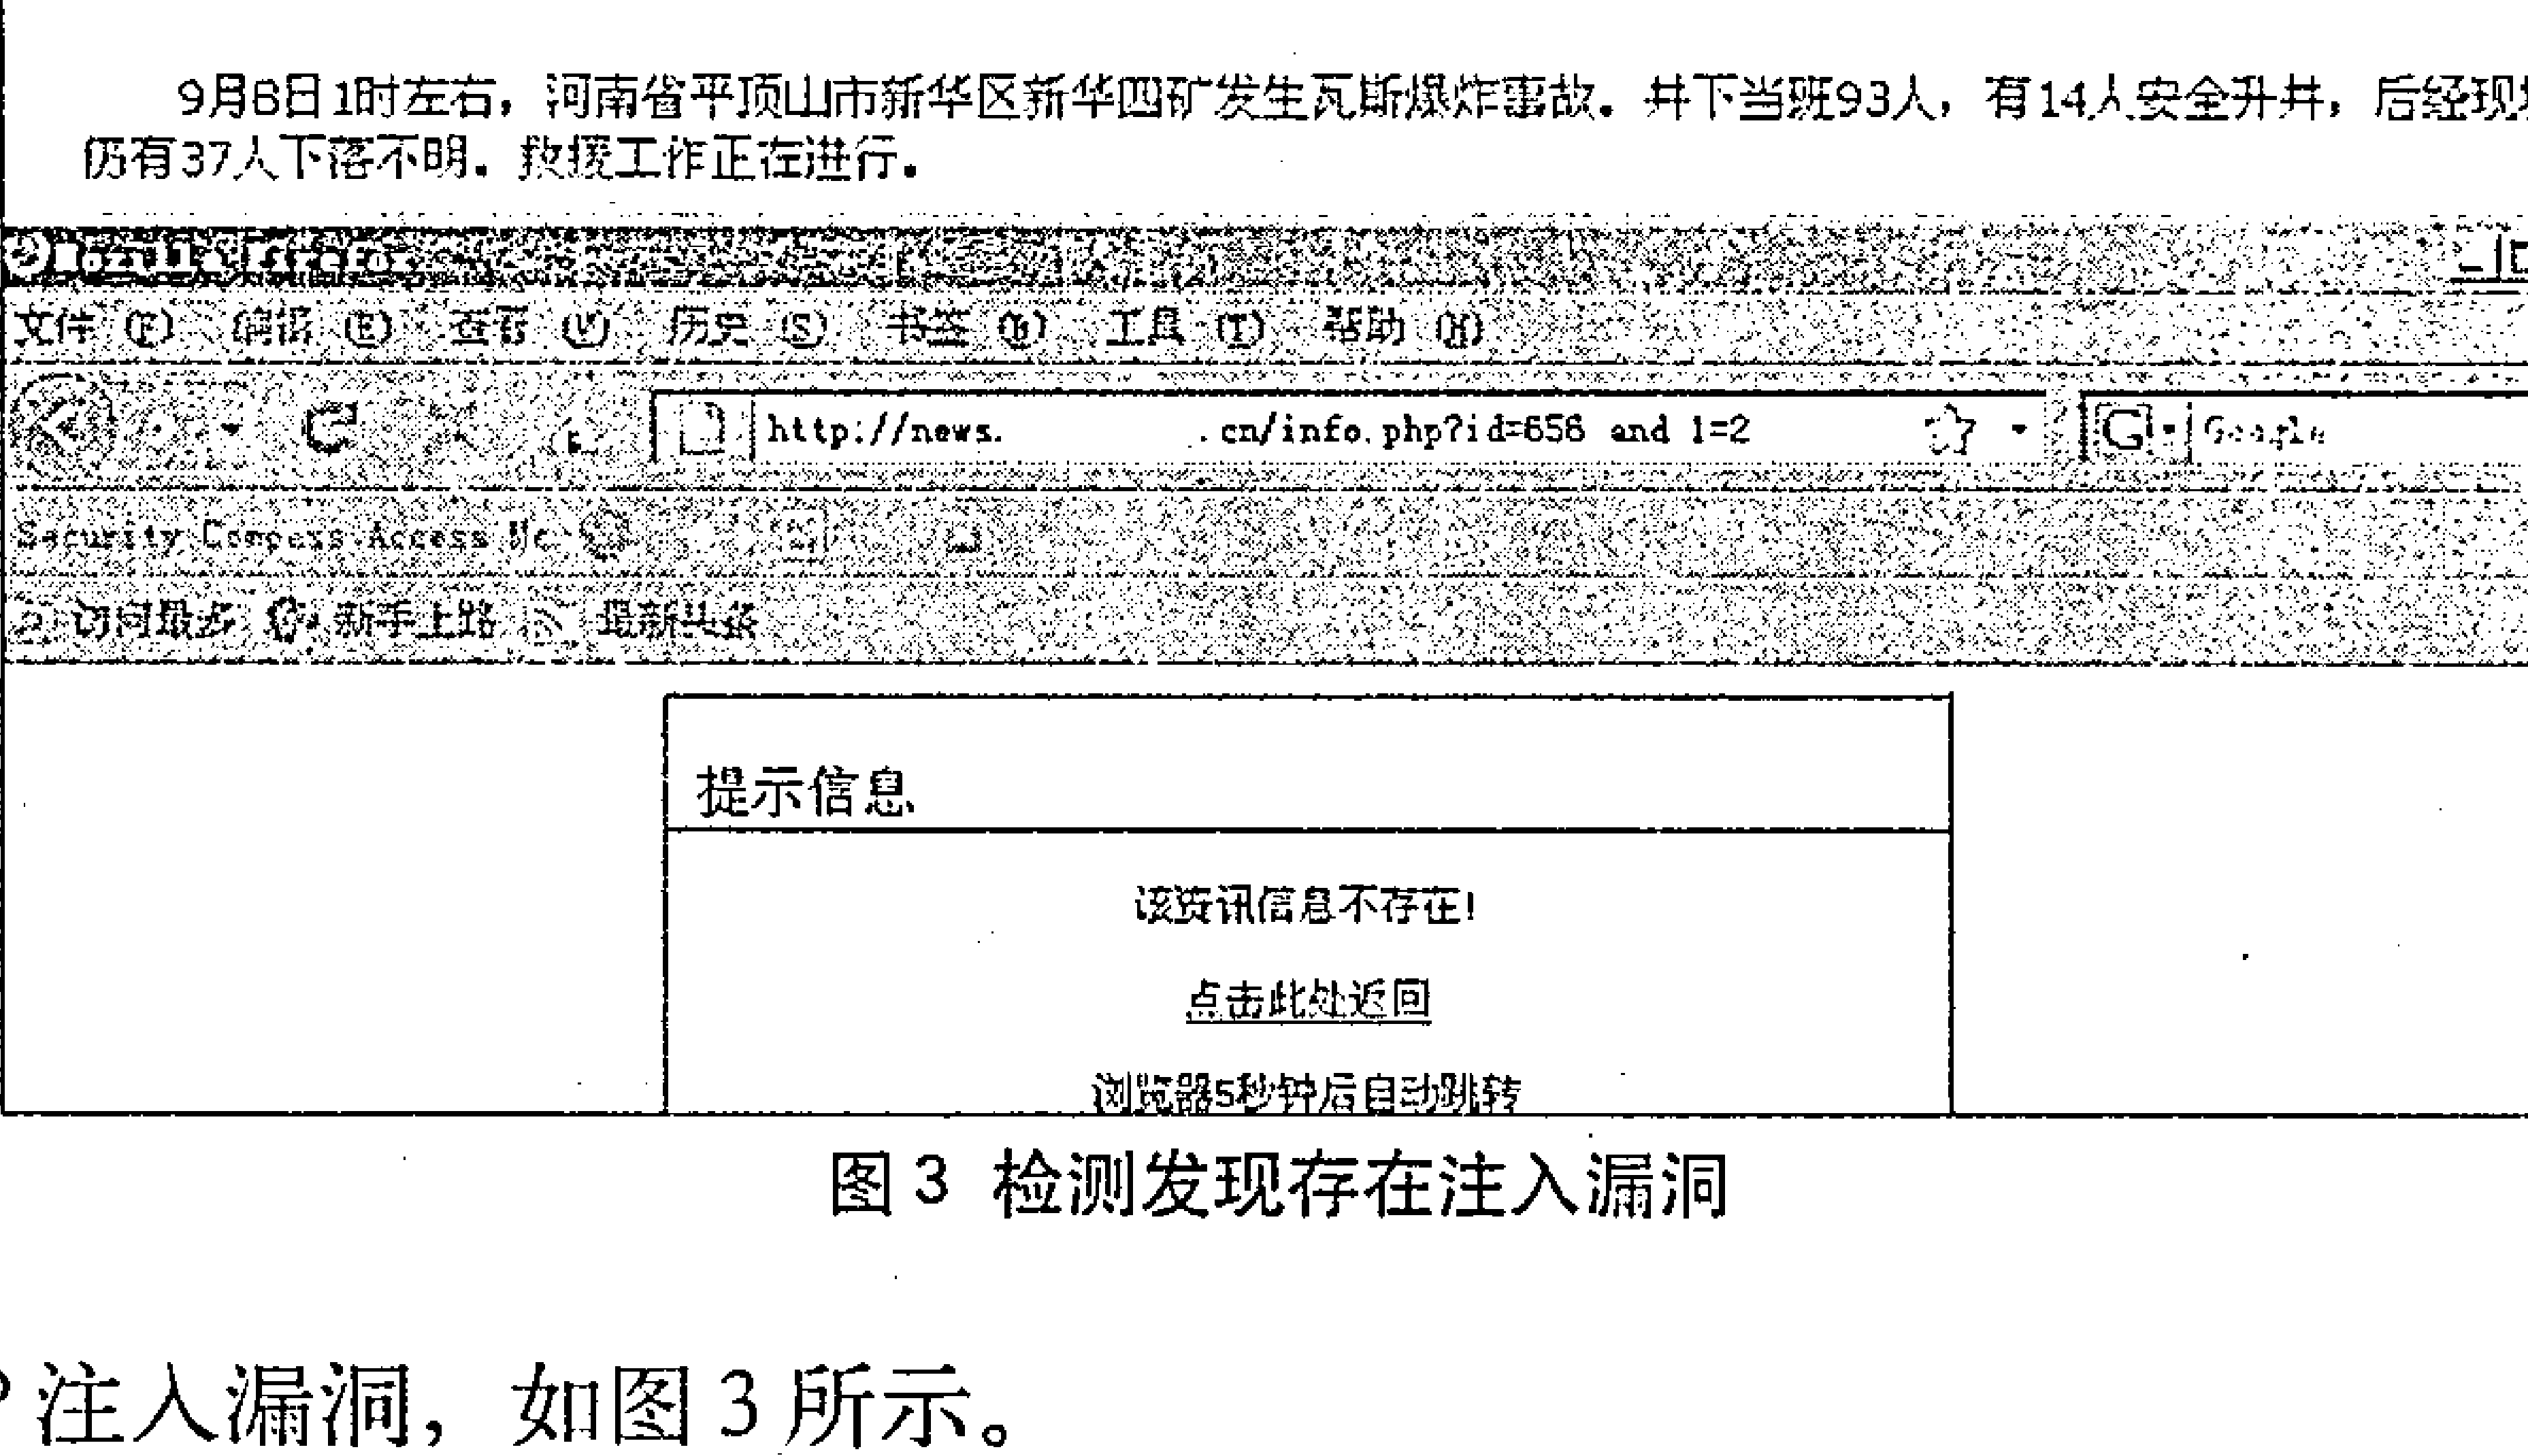 9月8日1时左右，河南省平顶山市新华区新华四矿发生瓦斯爆炸事故。井下当班93人，有14人安全升井，后经现
仍有37人下落不明。救援工作正在进行。
文件(F) 编辑(E) 查看(V) 历史(S) 书签(B) 工具(T) 帮助(H)
http://news. .cn/info.php?id=658 and 1=2 Google
Security Compass Access Me
访问最多 新手上路 最新头条
提示信息
该资讯信息不存在!
点击此处返回
浏览器5秒钟后自动跳转
图3 检测发现存在注入漏洞
注入漏洞，如图3所示。